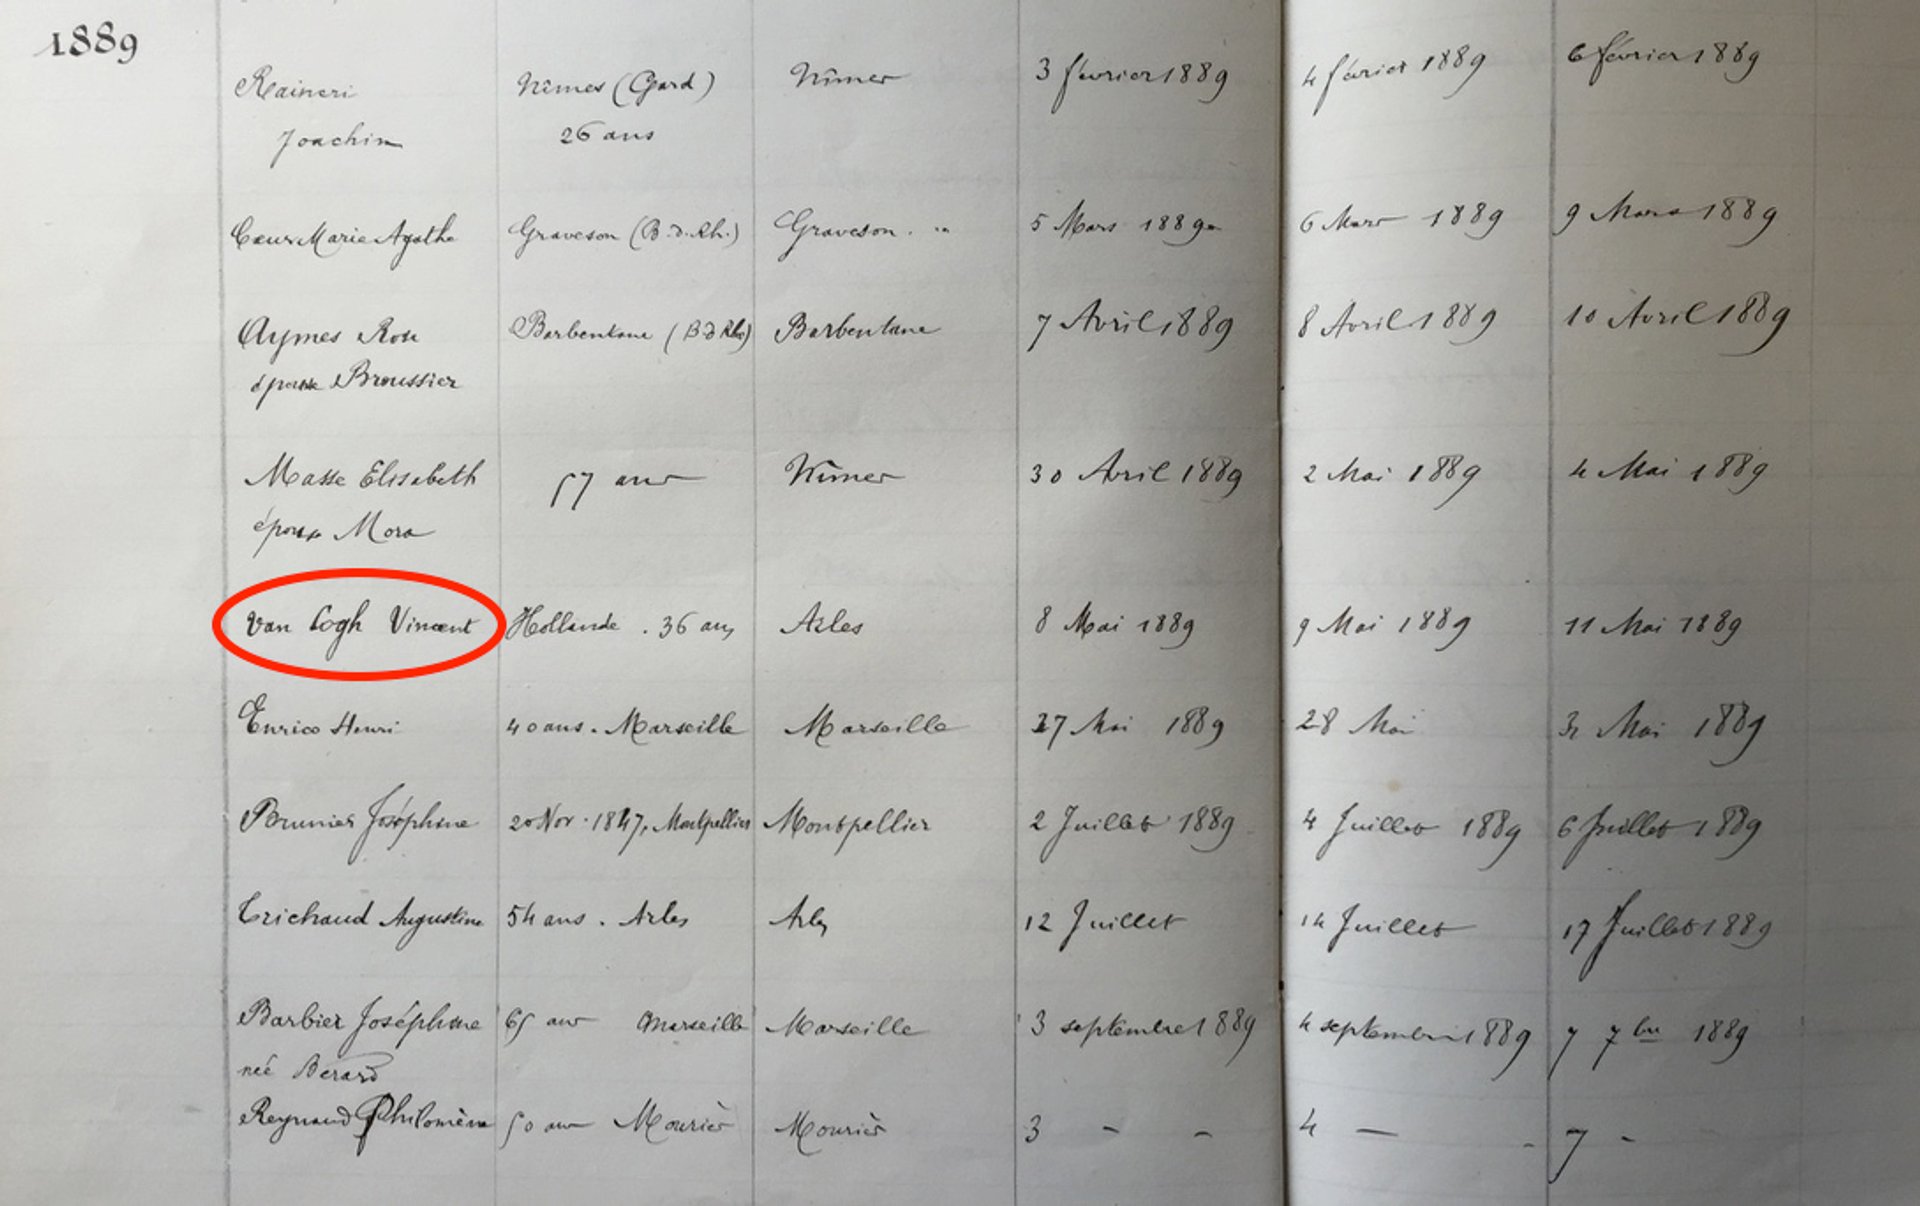 1889
Raineri Nîmes (Gard) Nîmes 3 février 1889 4 février 1889 6 février 1889
Joachim 26 ans
Cœur Marie Agathe Graveson (B.d.Rh.) Graveson . " 5 Mars 1889 6 Mars 1889 9 Mars 1889
Aymes Rose Barbentane (B d Rh) Barbentane 7 Avril 1889 8 Avril 1889 10 Avril 1889
épouse Broussier
Masse Elisabeth 57 ans Nîmes 30 Avril 1889 2 Mai 1889 4 Mai 1889
épouse Mora
Van Gogh Vincent Hollande . 36 ans Arles 8 Mai 1889 9 Mai 1889 11 Mai 1889
Enrico Henri 40 ans . Marseille Marseille 27 Mai 1889 28 Mai Mai 1889
Brunier Joséphine 20 Nov. 1847, Montpellier Montpellier 2 Juillet 1889 4 Juillet 1889 6 Juillet 1889
Trichaud Augustine 54 ans . Arles Arles 12 Juillet 14 Juillet 17 Juillet 1889
Barbier Joséphine 65 ans Marseille Marseille 3 septembre 1889 4 septembre 1889 7 7bre 1889
neé Berard
Reynaud Philomène 50 ans Mouriès Mouriès 3 - - 4 - - 7 -